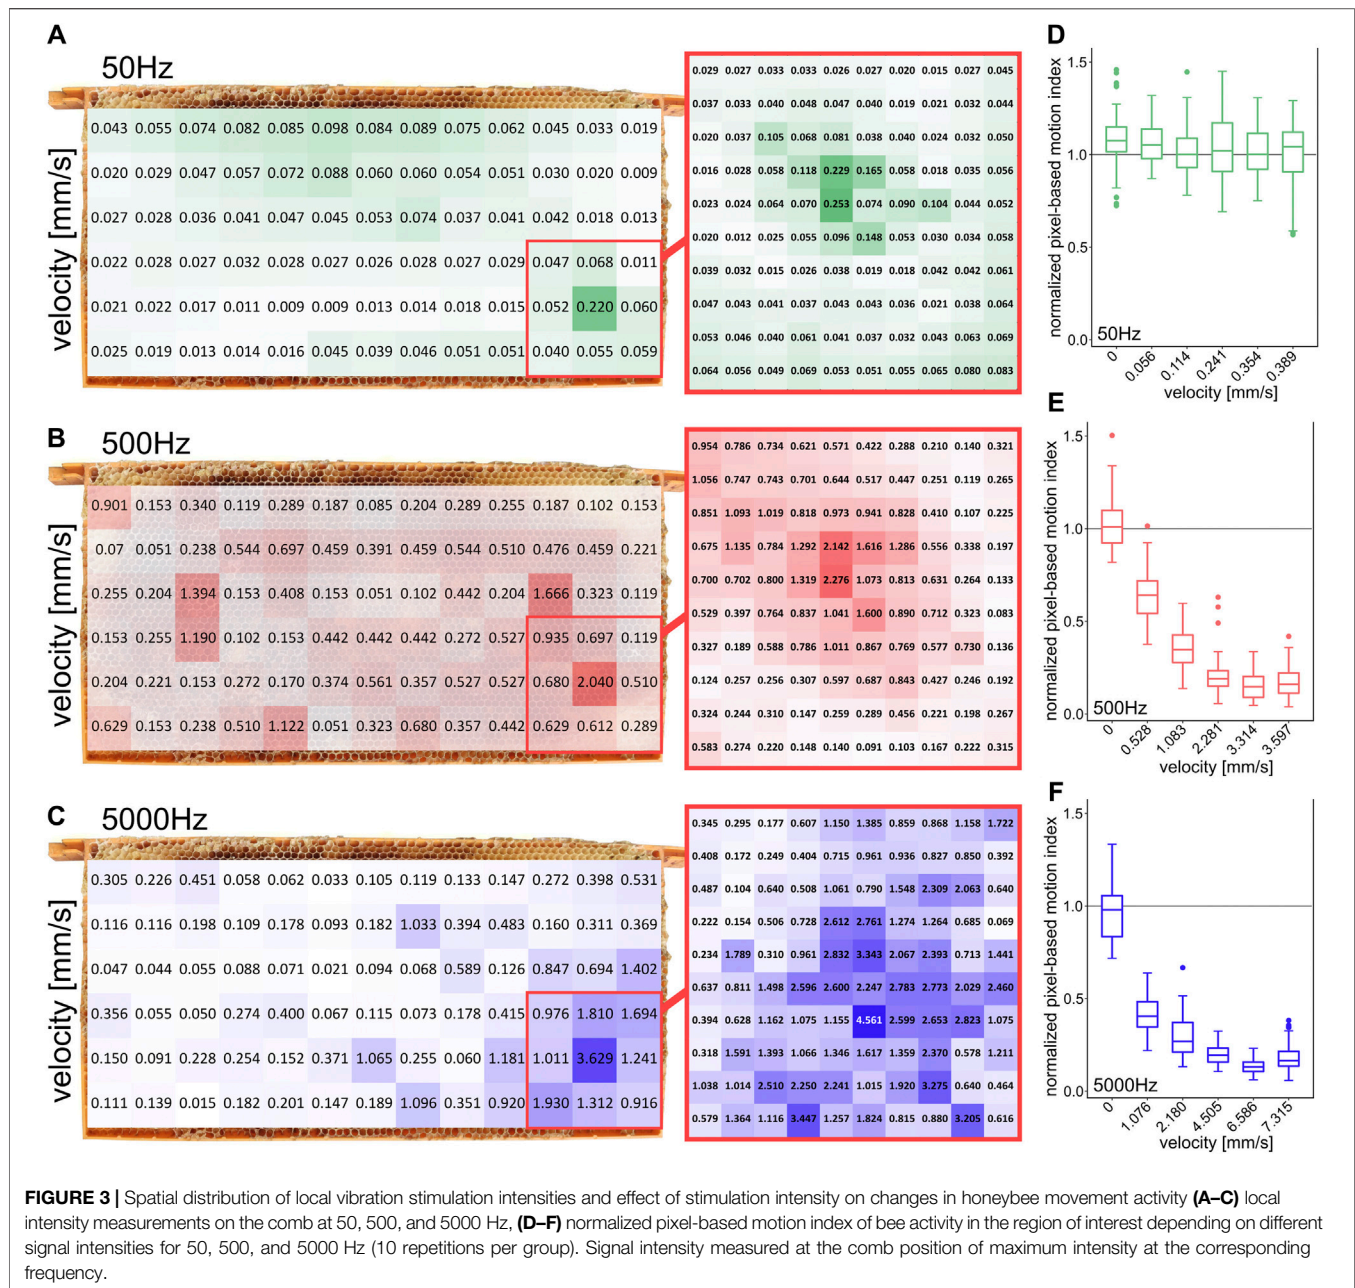 A
50Hz
velocity [mm/s]
0.043 0.055 0.074 0.082 0.085 0.098 0.084 0.089 0.075 0.062 0.045 0.033 0.019
0.020 0.029 0.047 0.057 0.072 0.088 0.060 0.060 0.054 0.051 0.030 0.020 0.009
0.027 0.028 0.036 0.041 0.047 0.045 0.053 0.074 0.037 0.041 0.042 0.018 0.013
0.022 0.028 0.027 0.032 0.028 0.027 0.026 0.028 0.027 0.029 0.047 0.068 0.011
0.021 0.022 0.017 0.011 0.009 0.009 0.013 0.014 0.018 0.015 0.052 0.220 0.060
0.025 0.019 0.013 0.014 0.016 0.045 0.039 0.046 0.051 0.051 0.040 0.055 0.059
0.029 0.027 0.033 0.033 0.026 0.027 0.020 0.015 0.027 0.045
0.037 0.033 0.040 0.048 0.047 0.040 0.019 0.021 0.032 0.044
0.020 0.037 0.105 0.068 0.081 0.038 0.040 0.024 0.032 0.050
0.016 0.028 0.058 0.118 0.229 0.165 0.058 0.018 0.035 0.056
0.023 0.024 0.064 0.070 0.253 0.074 0.090 0.104 0.044 0.052
0.020 0.012 0.025 0.055 0.096 0.148 0.053 0.030 0.034 0.058
0.039 0.032 0.015 0.026 0.038 0.019 0.018 0.042 0.042 0.061
0.047 0.043 0.041 0.037 0.043 0.043 0.036 0.021 0.038 0.064
0.053 0.046 0.040 0.061 0.041 0.037 0.032 0.043 0.063 0.069
0.064 0.056 0.049 0.069 0.053 0.051 0.055 0.065 0.080 0.083
D
normalized pixel-based motion index
1.5
1.0
0.5
0.0
50Hz
0 0.056 0.114 0.241 0.354 0.389
velocity [mm/s]
B
500Hz
velocity [mm/s]
0.901 0.153 0.340 0.119 0.289 0.187 0.085 0.204 0.289 0.255 0.187 0.102 0.153
0.07 0.051 0.238 0.544 0.697 0.459 0.391 0.459 0.544 0.510 0.476 0.459 0.221
0.255 0.204 1.394 0.153 0.408 0.153 0.051 0.102 0.442 0.204 1.666 0.323 0.119
0.153 0.255 1.190 0.102 0.153 0.442 0.442 0.442 0.272 0.527 0.935 0.697 0.119
0.204 0.221 0.153 0.272 0.170 0.374 0.561 0.357 0.527 0.527 0.680 2.040 0.510
0.629 0.153 0.238 0.510 1.122 0.051 0.323 0.680 0.357 0.442 0.629 0.612 0.289
0.954 0.786 0.734 0.621 0.571 0.422 0.288 0.210 0.140 0.321
1.056 0.747 0.743 0.701 0.644 0.517 0.447 0.251 0.119 0.265
0.851 1.093 1.019 0.818 0.973 0.941 0.828 0.410 0.107 0.225
0.675 1.135 0.784 1.292 2.142 1.616 1.286 0.556 0.338 0.197
0.700 0.702 0.800 1.319 2.276 1.073 0.813 0.631 0.264 0.133
0.529 0.397 0.764 0.837 1.041 1.600 0.890 0.712 0.323 0.083
0.327 0.189 0.588 0.786 1.011 0.867 0.769 0.577 0.730 0.136
0.124 0.257 0.256 0.307 0.597 0.687 0.843 0.427 0.246 0.192
0.324 0.244 0.310 0.147 0.259 0.289 0.456 0.221 0.198 0.267
0.583 0.274 0.220 0.148 0.140 0.091 0.103 0.167 0.222 0.315
E
normalized pixel-based motion index
1.5
1.0
0.5
0.0
500Hz
0 0.528 1.083 2.281 3.314 3.597
velocity [mm/s]
C
5000Hz
velocity [mm/s]
0.305 0.226 0.451 0.058 0.062 0.033 0.105 0.119 0.133 0.147 0.272 0.398 0.531
0.116 0.116 0.198 0.109 0.178 0.093 0.182 1.033 0.394 0.483 0.160 0.311 0.369
0.047 0.044 0.055 0.088 0.071 0.021 0.094 0.068 0.589 0.126 0.847 0.694 1.402
0.356 0.055 0.050 0.274 0.400 0.067 0.115 0.073 0.178 0.415 0.976 1.810 1.694
0.150 0.091 0.228 0.254 0.152 0.371 1.065 0.255 0.060 1.181 1.011 3.629 1.241
0.111 0.139 0.015 0.182 0.201 0.147 0.189 1.096 0.351 0.920 1.930 1.312 0.916
0.345 0.295 0.177 0.607 1.150 1.385 0.859 0.868 1.158 1.722
0.408 0.172 0.249 0.404 0.715 0.961 0.936 0.827 0.850 0.392
0.487 0.104 0.640 0.508 1.061 0.790 1.548 2.309 2.063 0.640
0.222 0.154 0.506 0.728 2.612 2.761 1.274 1.264 0.685 0.069
0.234 1.789 0.310 0.961 2.832 3.343 2.067 2.393 0.713 1.441
0.637 0.811 1.498 2.596 2.600 2.247 2.783 2.773 2.029 2.460
0.394 0.628 1.162 1.075 1.155 4.561 2.599 2.653 2.823 1.075
0.318 1.591 1.393 1.066 1.346 1.617 1.359 2.370 0.578 1.211
1.038 1.014 2.510 2.250 2.241 1.015 1.920 3.275 0.640 0.464
0.579 1.364 1.116 3.447 1.257 1.824 0.815 0.880 3.205 0.616
F
normalized pixel-based motion index
1.5
1.0
0.5
0.0
5000Hz
0 1.076 2.180 4.505 6.586 7.315
velocity [mm/s]
FIGURE 3 | Spatial distribution of local vibration stimulation intensities and effect of stimulation intensity on changes in honeybee movement activity (A–C) local
intensity measurements on the comb at 50, 500, and 5000 Hz, (D–F) normalized pixel-based motion index of bee activity in the region of interest depending on different
signal intensities for 50, 500, and 5000 Hz (10 repetitions per group). Signal intensity measured at the comb position of maximum intensity at the corresponding
frequency.